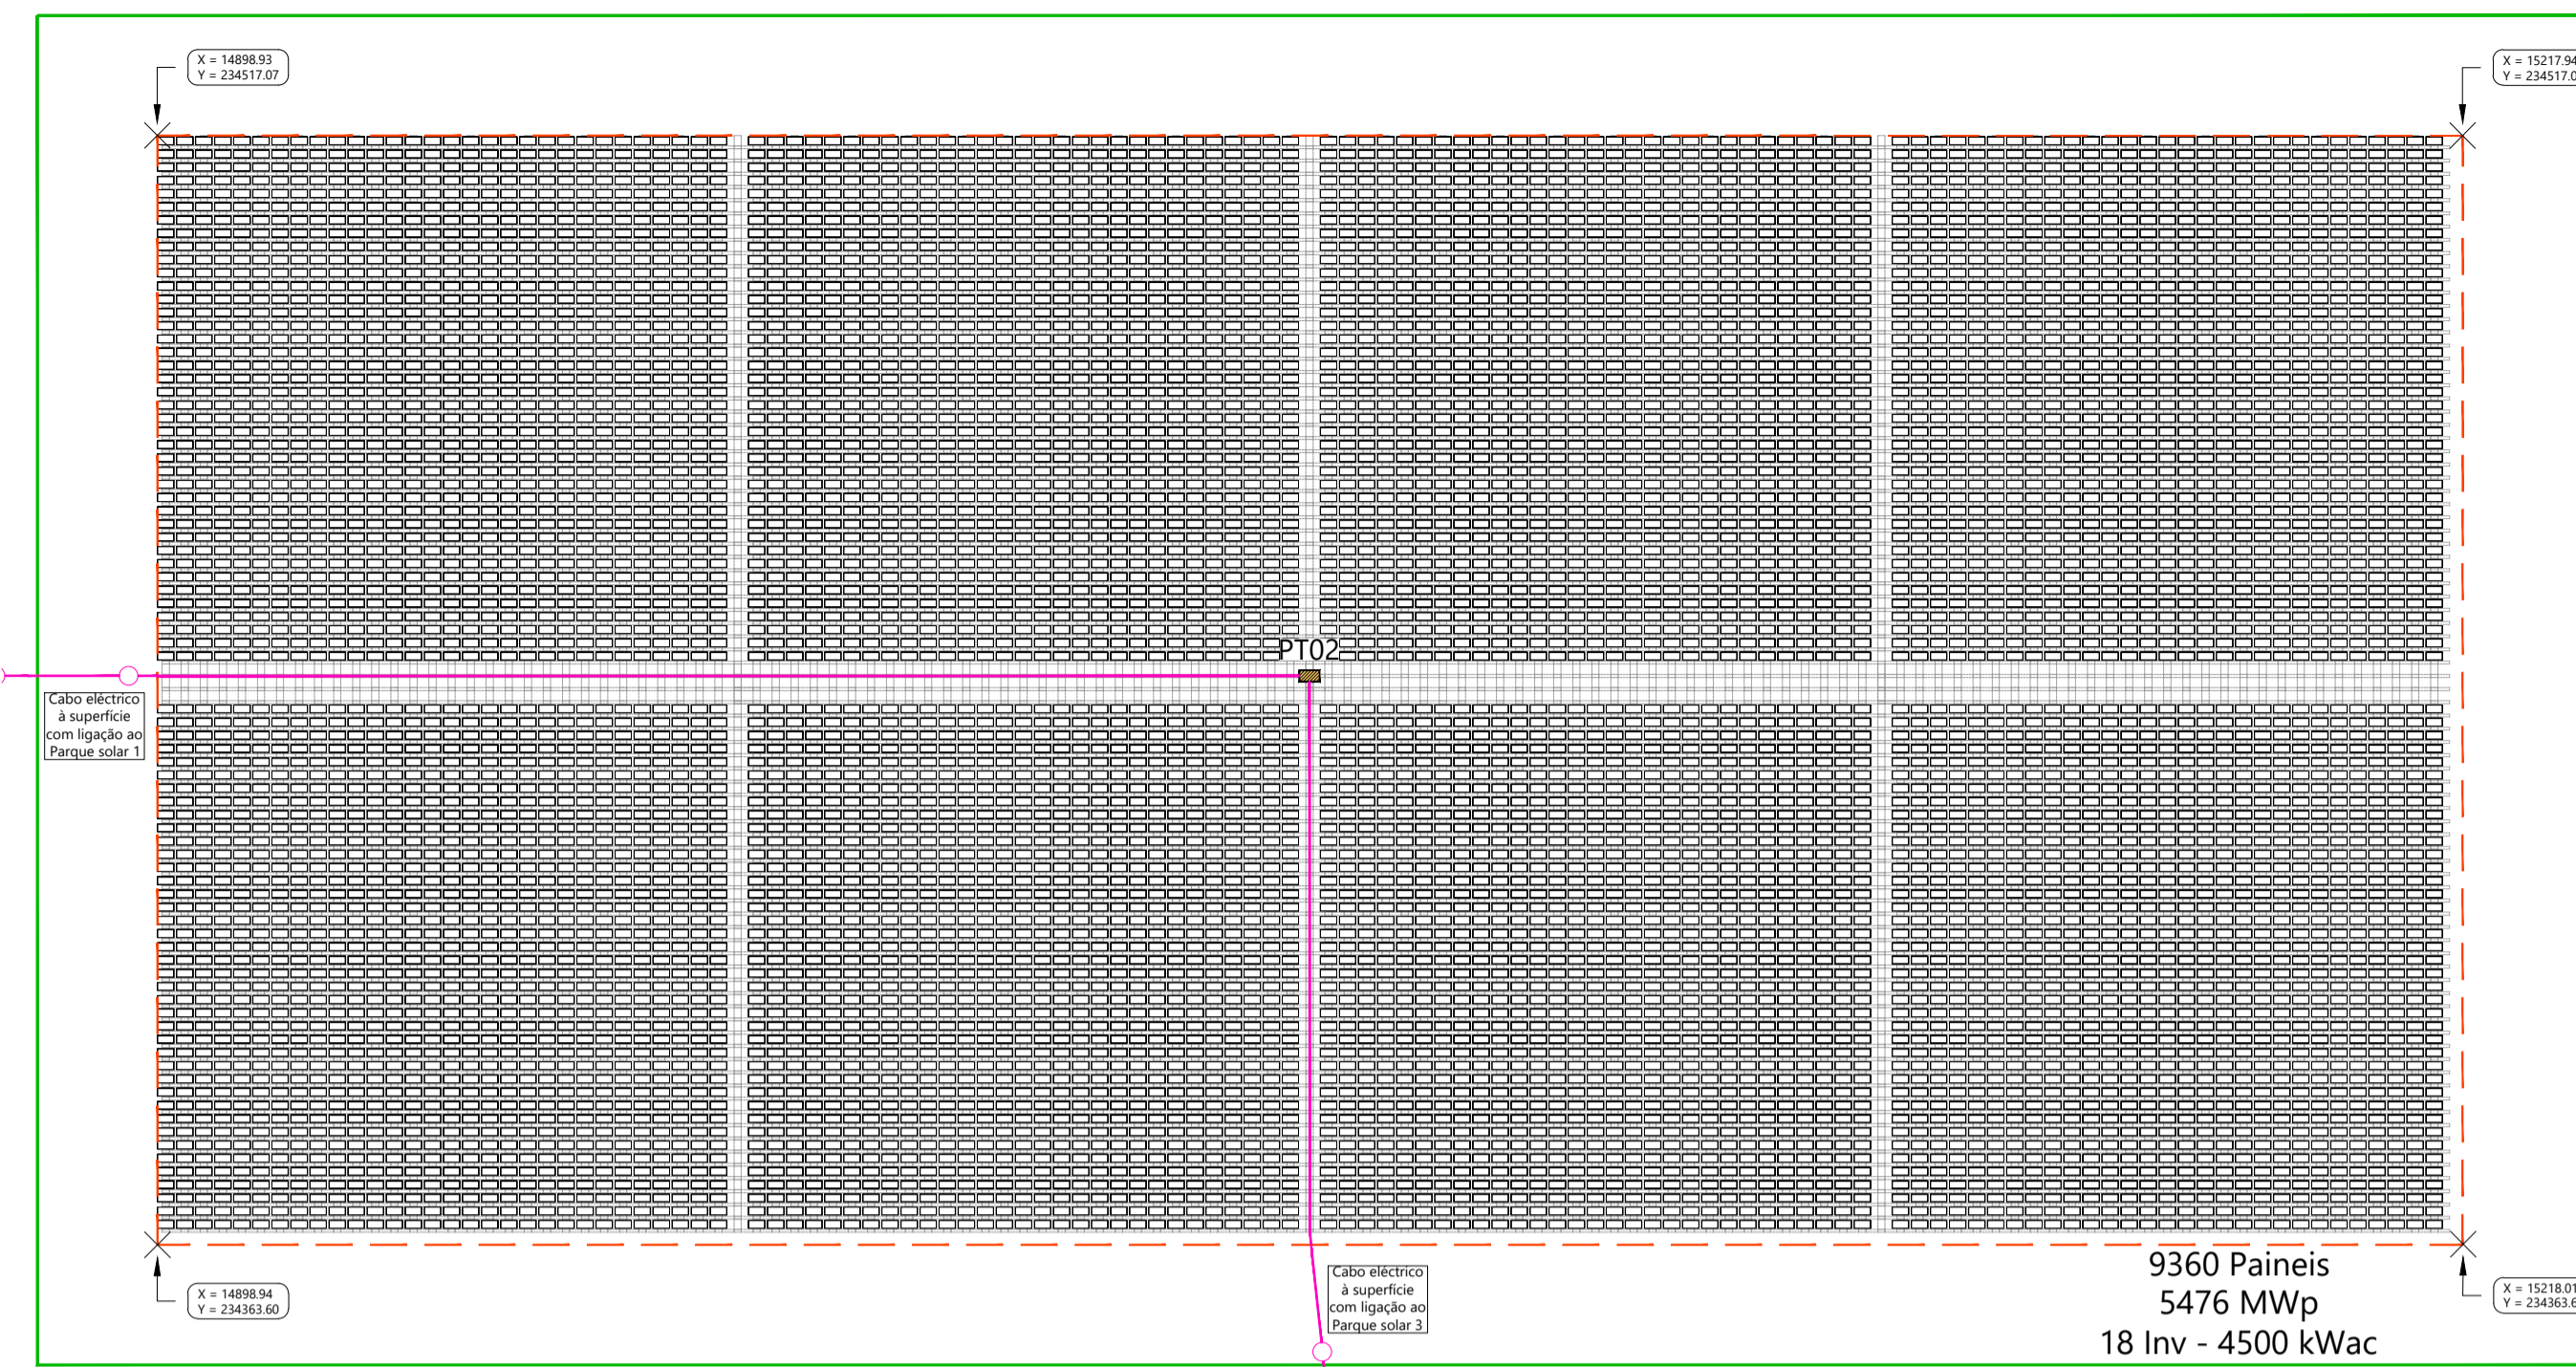 X = 14898.93
Y = 234517.07
X = 15217.94
Y = 234517.0
PT02
Cabo eléctrico
à superfície
com ligação ao
Parque solar 1
Cabo eléctrico
à superfície
com ligação ao
Parque solar 3
9360 Paineis
5476 MWp
18 Inv - 4500 kWac
X = 14898.94
Y = 234363.60
X = 15218.01
Y = 234363.6